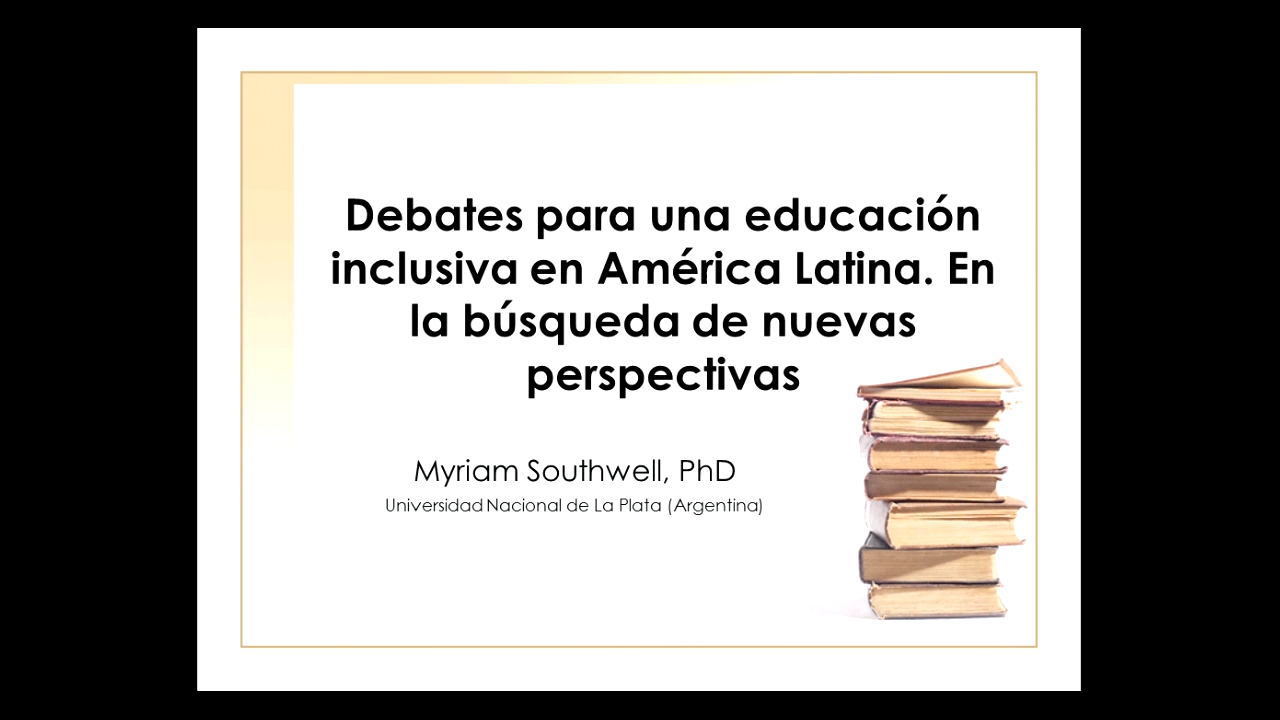 Debates para una educación
inclusiva en América Latina. En
la búsqueda de nuevas
perspectivas
Myriam Southwell, PhD
Universidad Nacional de La Plata (Argentina)